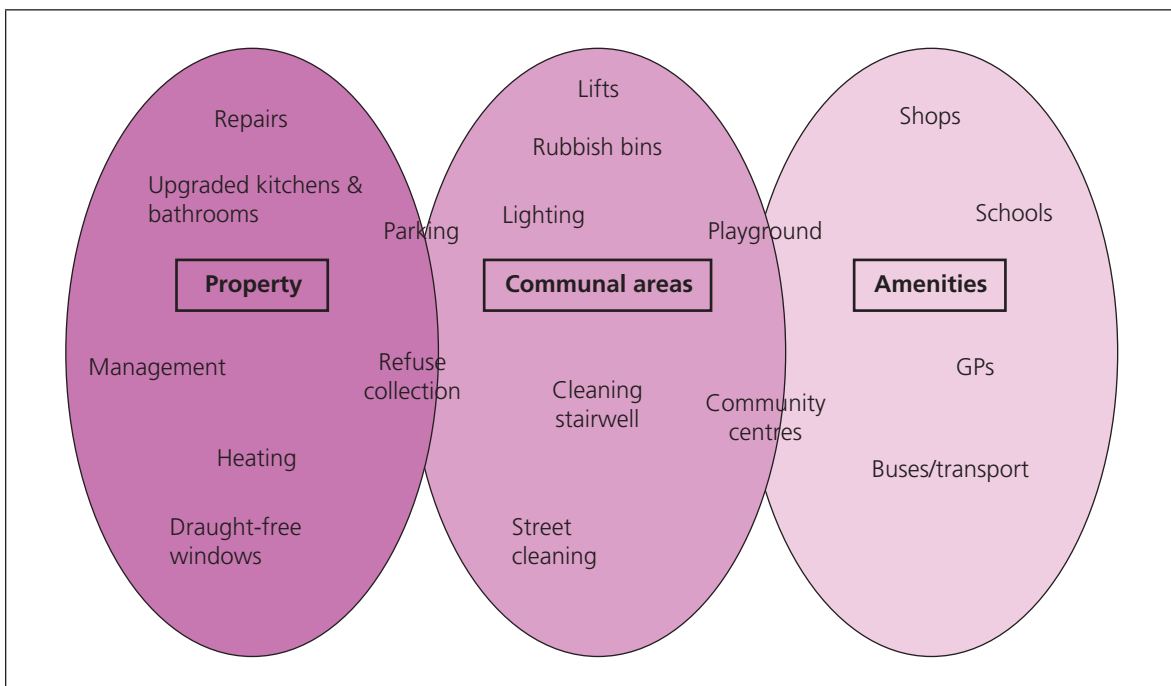 Repairs
Upgraded kitchens &
bathrooms
Parking
Property
Management
Refuse
collection
Heating
Draught-free
windows
Lifts
Rubbish bins
Lighting
Playground
Communal areas
Cleaning
stairwell
Community
centres
Street
cleaning
Shops
Schools
Amenities
GPs
Buses/transport